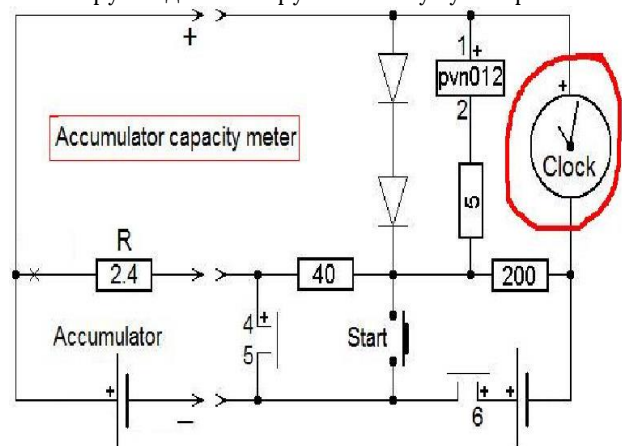 +
1 +
pvn012
2
+
Clock
Accumulator capacity meter
5
R
2.4
40
200
Accumulator
4 +
5
Start
+
−
+
6
+